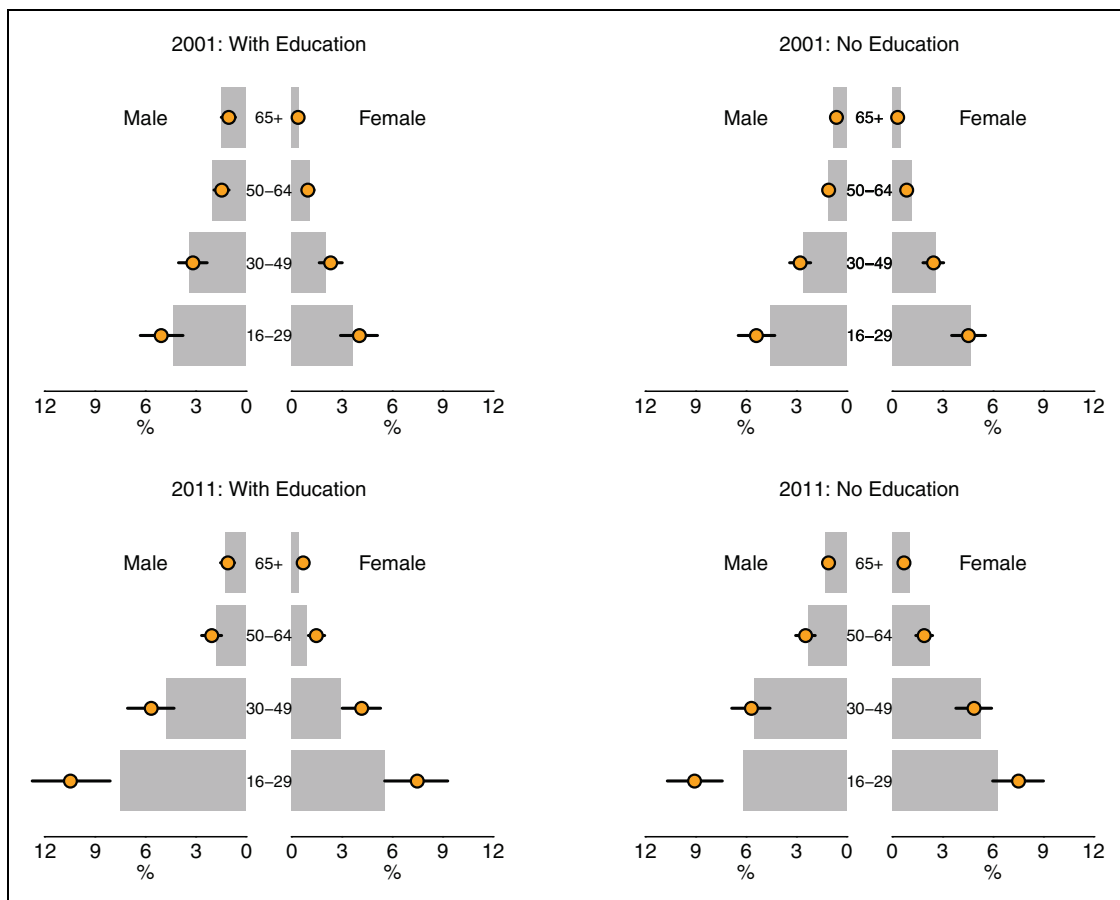 2001: With Education
Male 65+ Female
50–64
30–49
16–29
12 9 6 3 0 0 3 6 9 12
% %
2001: No Education
Male 65+ Female
50–64
30–49
16–29
12 9 6 3 0 0 3 6 9 12
% %
2011: With Education
Male 65+ Female
50–64
30–49
16–29
12 9 6 3 0 0 3 6 9 12
% %
2011: No Education
Male 65+ Female
50–64
30–49
16–29
12 9 6 3 0 0 3 6 9 12
% %